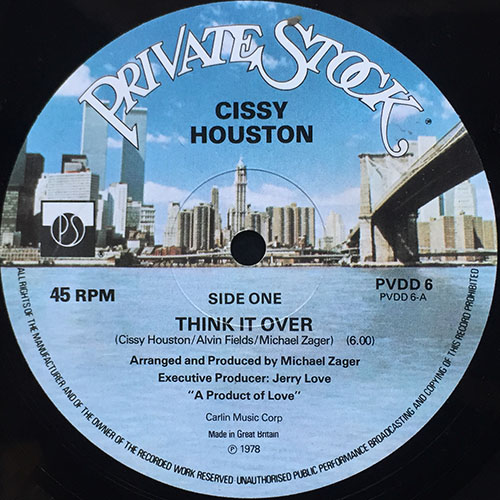 PRIVATE STOCK
CISSY
HOUSTON
PS
45 RPM
SIDE ONE
PVDD 6
PVDD 6-A
THINK IT OVER
(Cissy Houston/Alvin Fields/Michael Zager) (6.00)
Arranged and Produced by Michael Zager
Executive Producer: Jerry Love
"A Product of Love"
Carlin Music Corp
Made in Great Britain
℗ 1978
ALL RIGHTS OF THE MANUFACTURER AND OF THE OWNER OF THE RECORDED WORK RESERVED UNAUTHORISED PUBLIC PERFORMANCE BROADCASTING AND COPYING OF THIS RECORD PROHIBITED